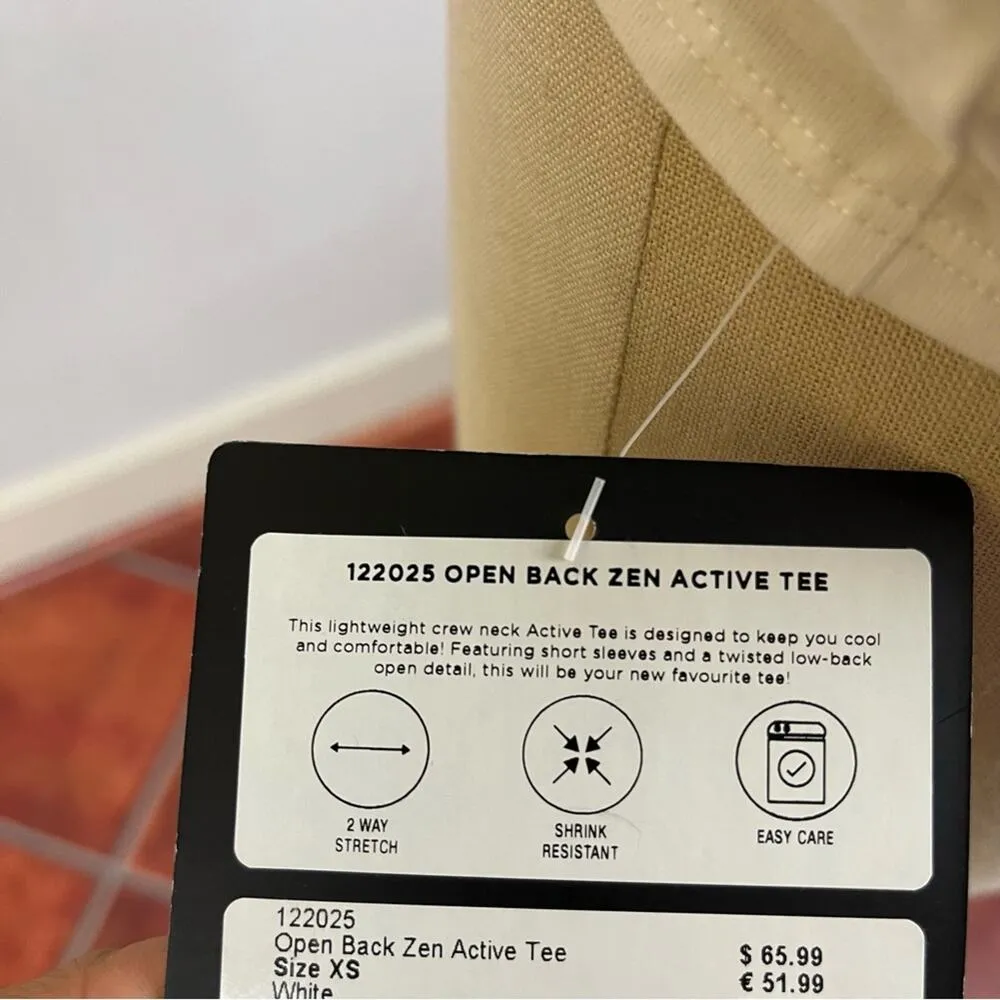 122025 OPEN BACK ZEN ACTIVE TEE
This lightweight crew neck Active Tee is designed to keep you cool
and comfortable! Featuring short sleeves and a twisted low-back
open detail, this will be your new favourite tee!
2 WAY
STRETCH
SHRINK
RESISTANT
EASY CARE
122025
Open Back Zen Active Tee
$ 65.99
Size XS
€ 51.99
White